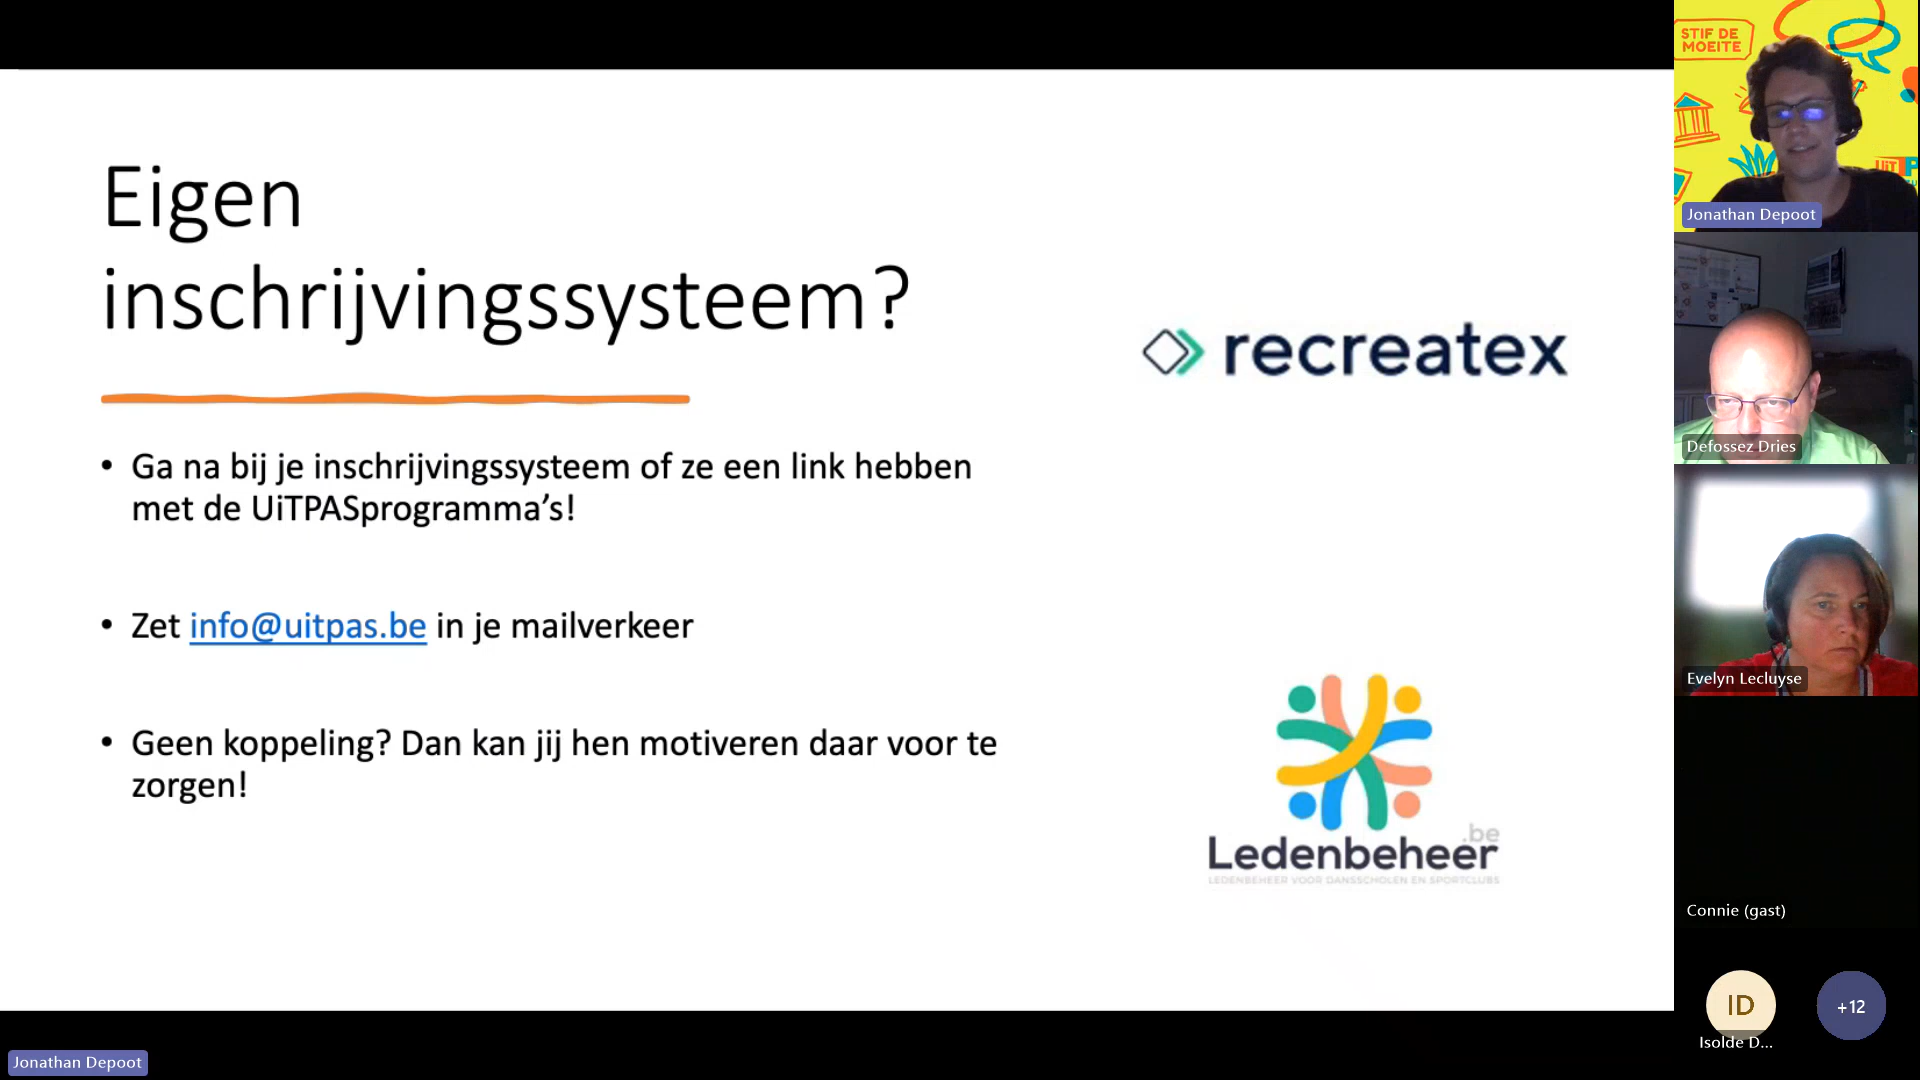 Eigen
inschrijvingssysteem?
• Ga na bij je inschrijvingssysteem of ze een link hebben
met de UiTPASprogramma’s!
• Zet info@uitpas.be in je mailverkeer
• Geen koppeling? Dan kan jij hen motiveren daar voor te
zorgen!
recreatex
.be
Ledenbeheer
LEDENBEHEER VOOR DANSSCHOLEN EN SPORTCLUBS
STIF DE
MOEITE
UiTP
Jonathan Depoot
Defossez Dries
Evelyn Lecluyse
Connie (gast)
ID
Isolde D...
+12
Jonathan Depoot